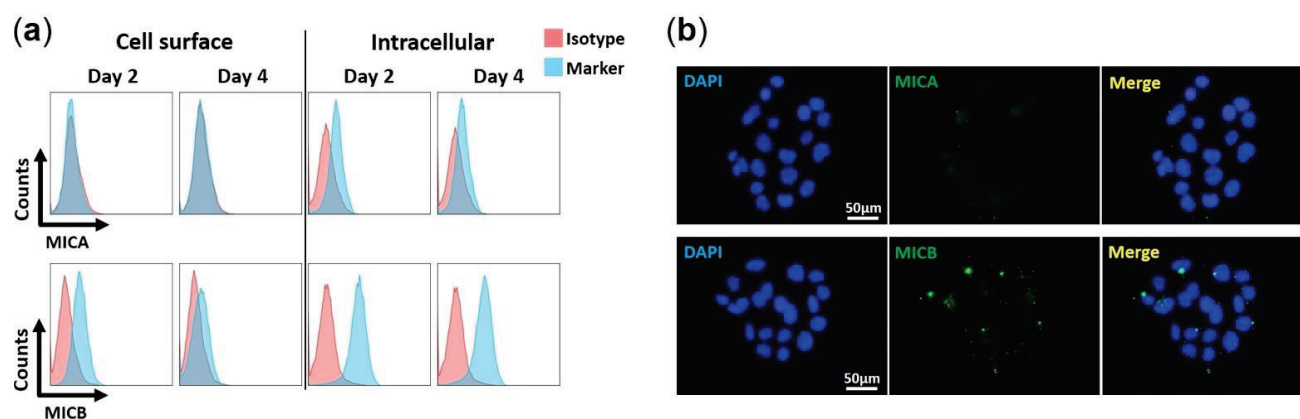 (a)
Cell surface
Intracellular
Isotype
Marker
Day 2
Day 4
Day 2
Day 4
Counts
MICA
Counts
MICB
(b)
DAPI
MICA
Merge
50μm
DAPI
MICB
Merge
50μm